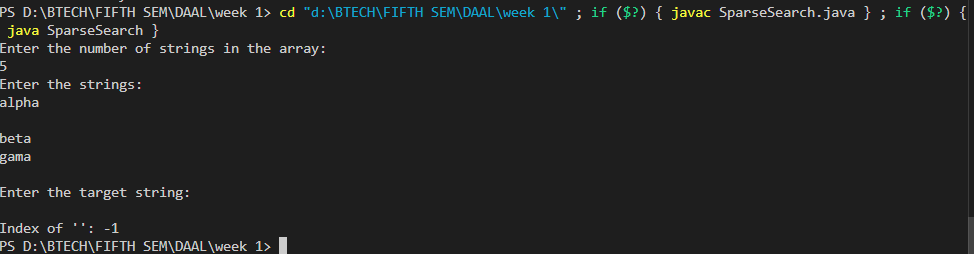 PS D:\BTECH\FIFTH SEM\DAAL\week 1> cd "d:\BTECH\FIFTH SEM\DAAL\week 1\" ; if ($?) { javac SparseSearch.java } ; if ($?) {
 java SparseSearch }
Enter the number of strings in the array:
5
Enter the strings:
alpha

beta
gama

Enter the target string:

Index of '': -1
PS D:\BTECH\FIFTH SEM\DAAL\week 1>